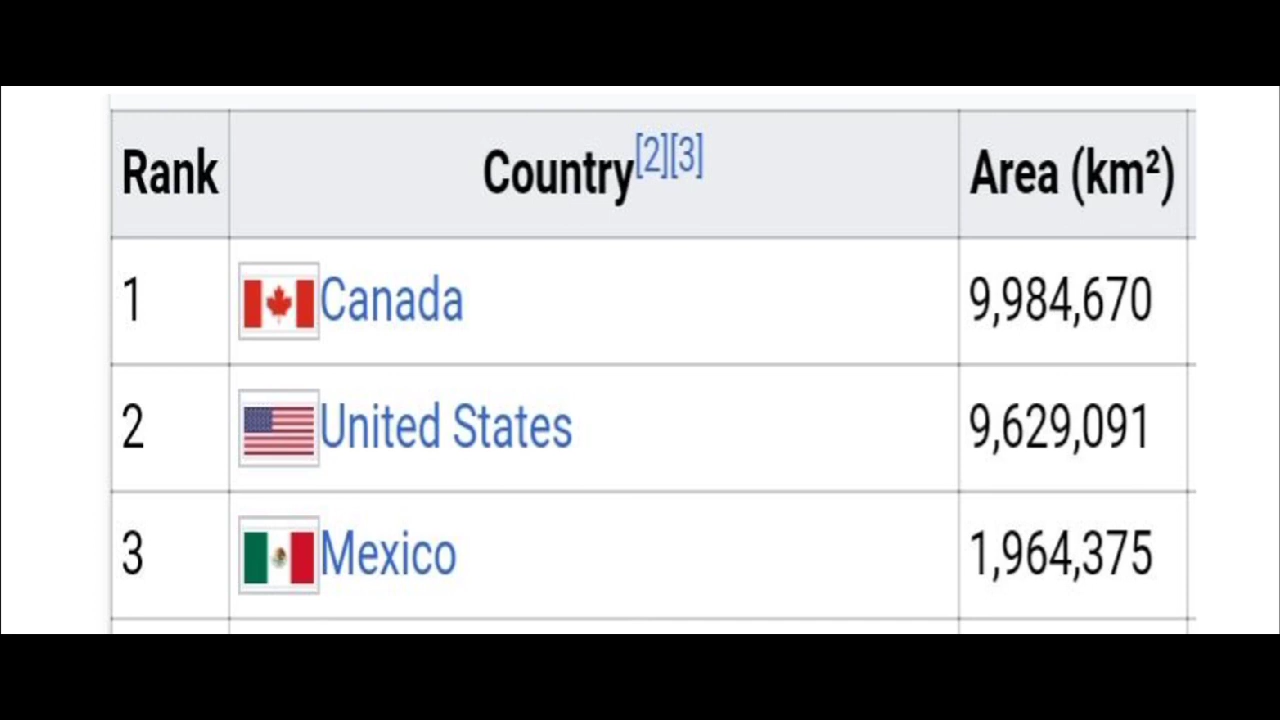 Rank Country[2][3] Area (km²)
1 Canada 9,984,670
2 United States 9,629,091
3 Mexico 1,964,375